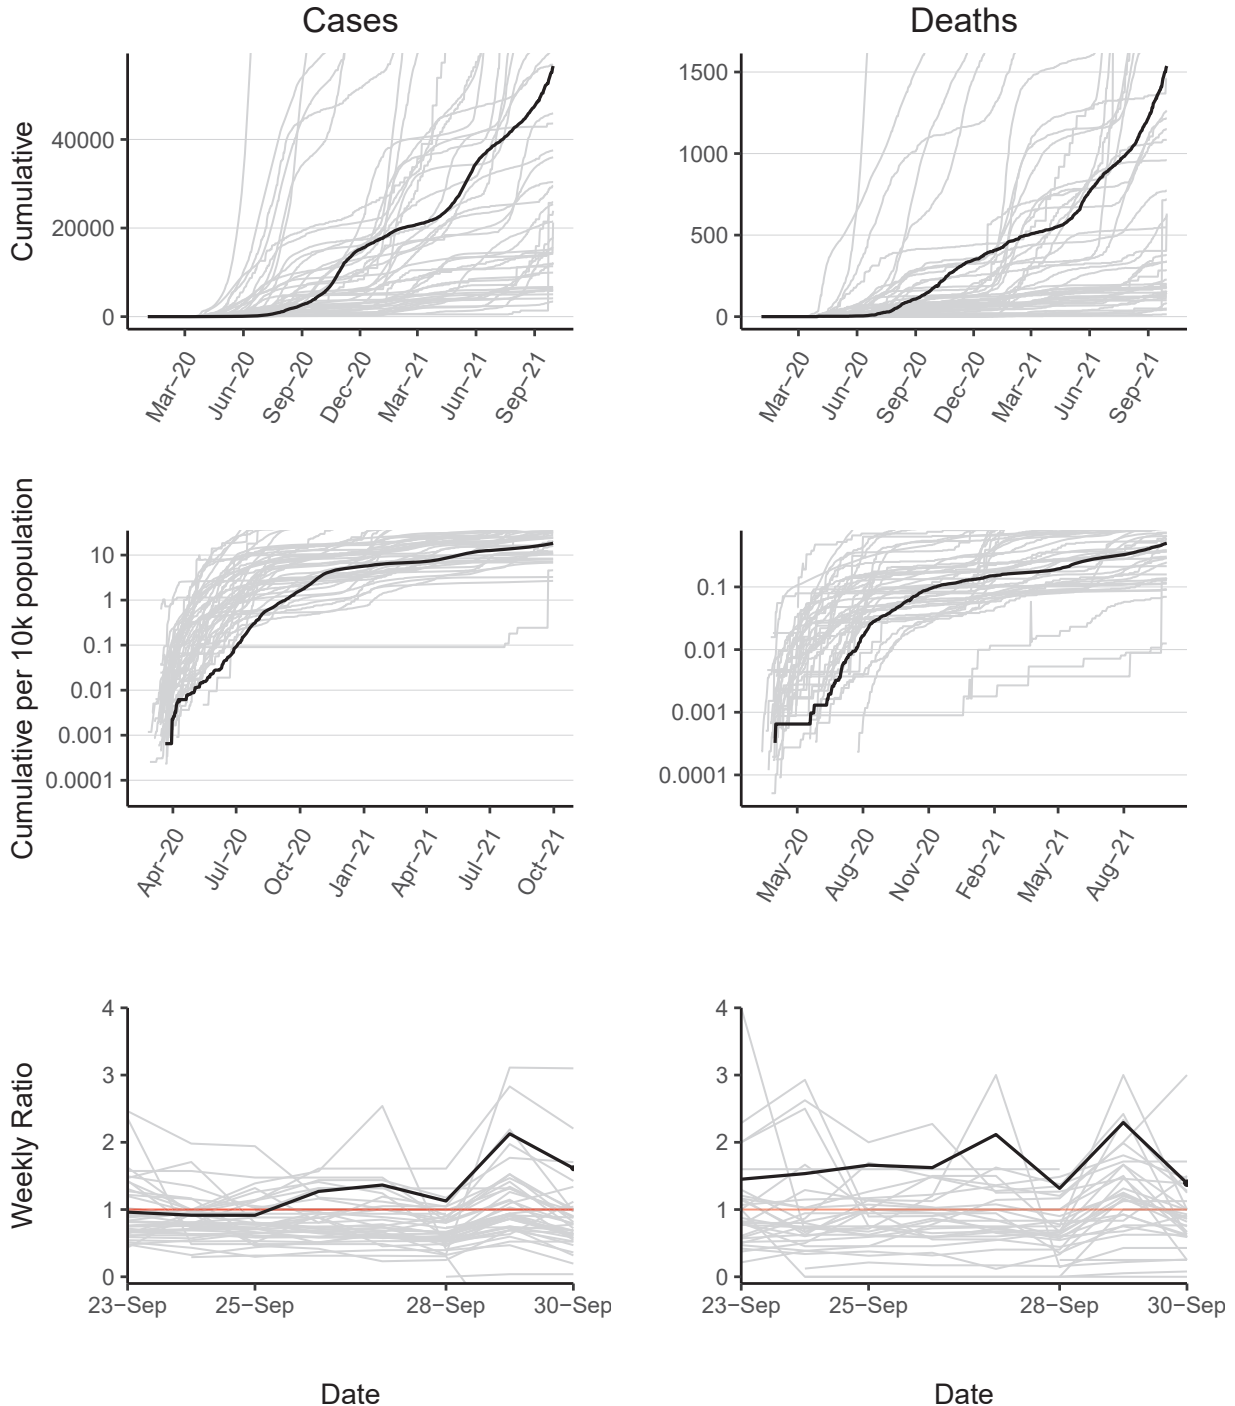 Cases
Deaths
Cumulative
40000
20000
0
Mar−20
Jun−20
Sep−20
Dec−20
Mar−21
Jun−21
Sep−21
1500
1000
500
0
Mar−20
Jun−20
Sep−20
Dec−20
Mar−21
Jun−21
Sep−21
Cumulative per 10k population
10
1
0.1
0.01
0.001
0.0001
Apr−20
Jul−20
Oct−20
Jan−21
Apr−21
Jul−21
Oct−21
0.1
0.01
0.001
0.0001
May−20
Aug−20
Nov−20
Feb−21
May−21
Aug−21
Weekly Ratio
4
3
2
1
0
23−Sep
25−Sep
28−Sep
30−Sep
Date
4
3
2
1
0
23−Sep
25−Sep
28−Sep
30−Sep
Date